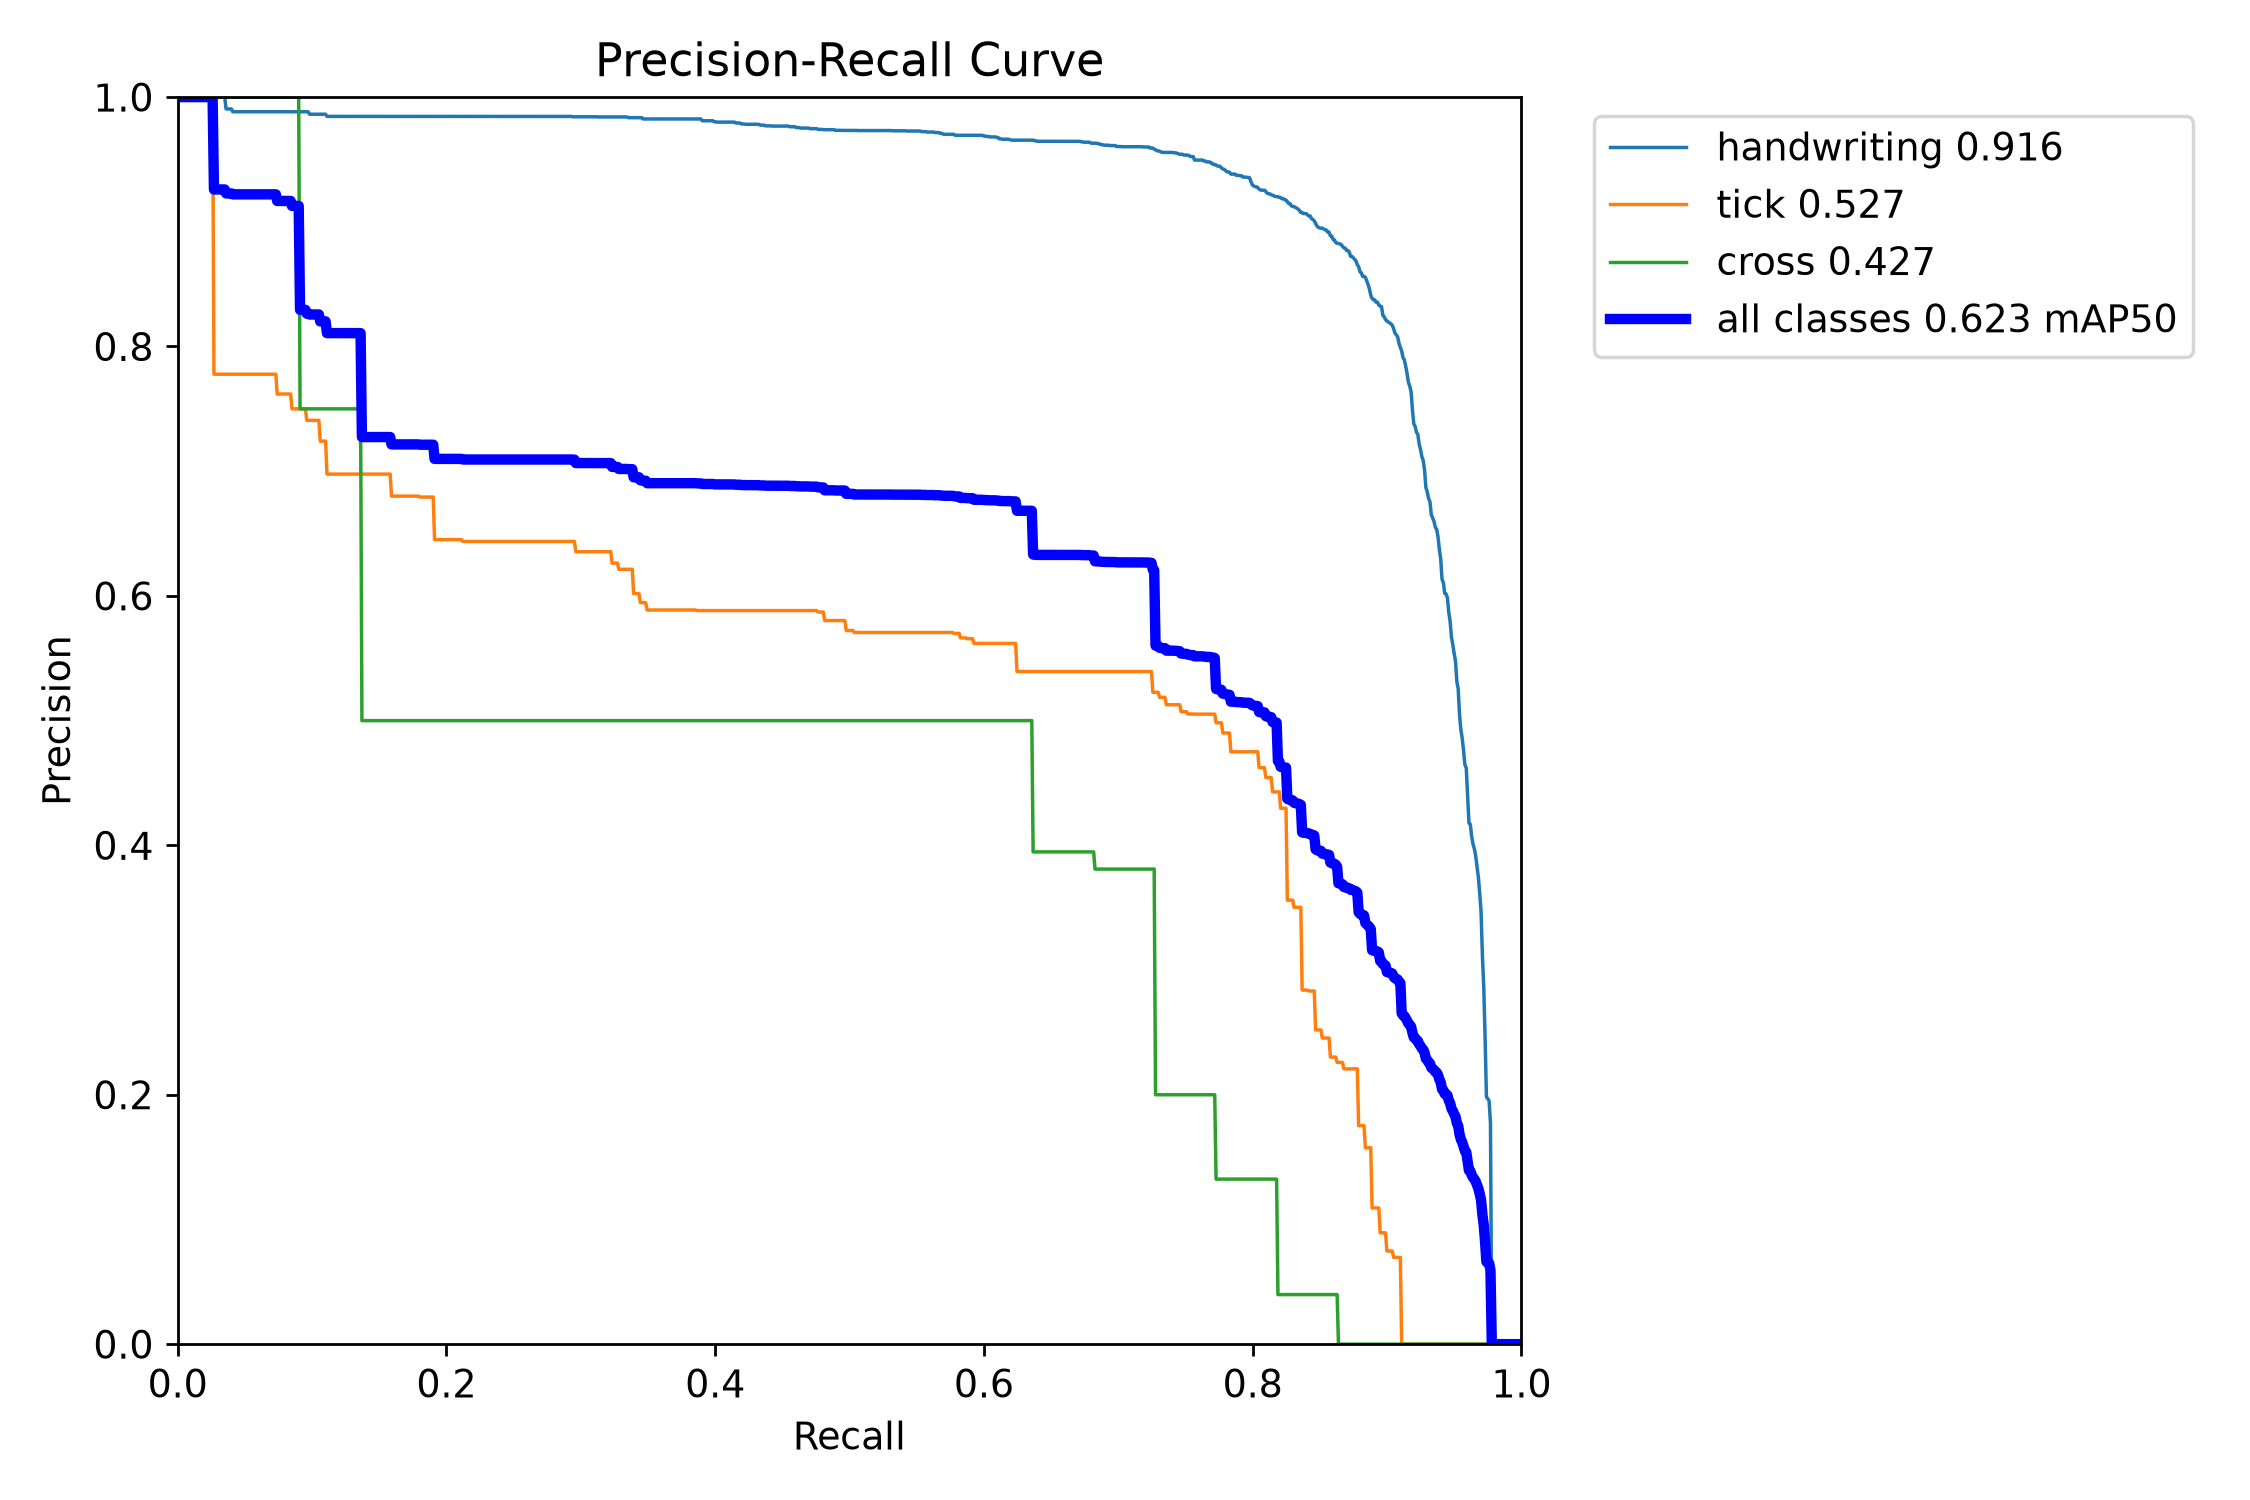 Precision-Recall Curve
1.0
0.8
0.6
0.4
0.2
0.0
Precision
0.0 0.2 0.4 0.6 0.8 1.0
Recall
handwriting 0.916
tick 0.527
cross 0.427
all classes 0.623 mAP50